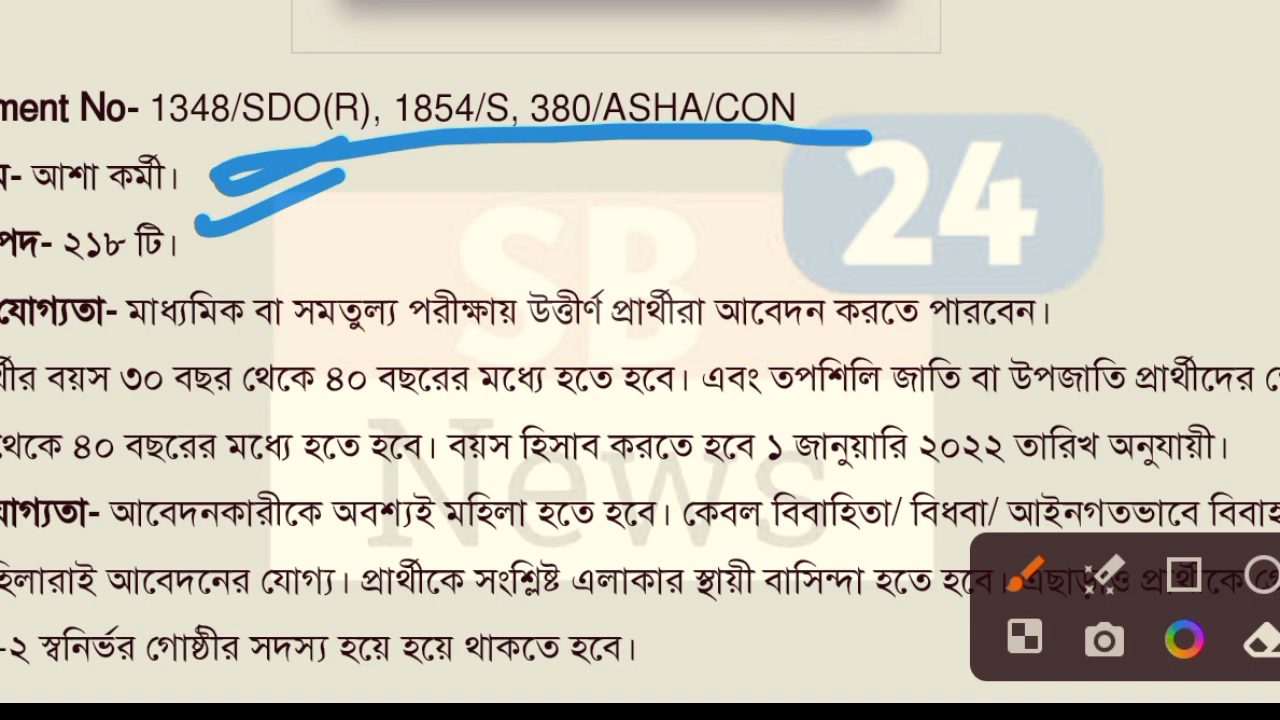 ment No- 1348/SDO(R), 1854/S, 380/ASHA/CON
24
ম- আশা কর্মী।
পদ- ২১৮ টি।
SB
যোগ্যতা- মাধ্যমিক বা সমতুল্য পরীক্ষায় উত্তীর্ণ প্রার্থীরা আবেদন করতে পারবেন।
র্থীর বয়স ৩০ বছর থেকে ৪০ বছরের মধ্যে হতে হবে। এবং তপশিলি জাতি বা উপজাতি প্রার্থীদের
থেকে ৪০ বছরের মধ্যে হতে হবে। বয়স হিসাব করতে হবে ১ জানুয়ারি ২০২২ তারিখ অনুযায়ী।
News
যোগ্যতা- আবেদনকারীকে অবশ্যই মহিলা হতে হবে। কেবল বিবাহিতা/ বিধবা/ আইনগতভাবে বিবাহ
হিলারাই আবেদনের যোগ্য। প্রার্থীকে সংশ্লিষ্ট এলাকার স্থায়ী বাসিন্দা হতে হবে। এছাড়াও প্রার্থীকে
-২ স্বনির্ভর গোষ্ঠীর সদস্য হয়ে হয়ে থাকতে হবে।